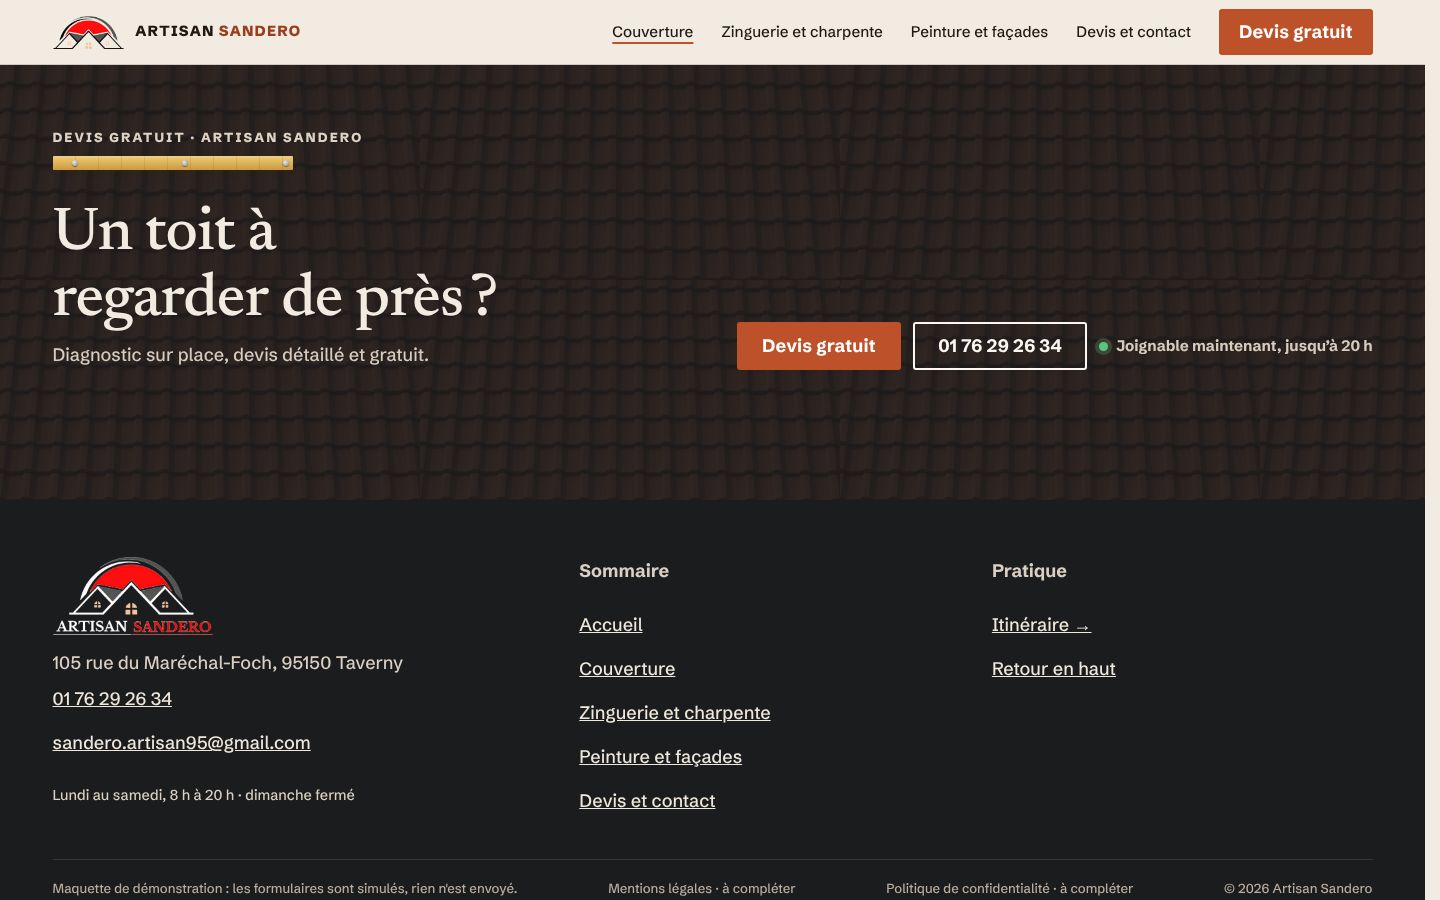 ARTISAN SANDERO
Couverture
Zinguerie et charpente
Peinture et façades
Devis et contact
Devis gratuit
DEVIS GRATUIT · ARTISAN SANDERO
Un toit à
regarder de près ?
Diagnostic sur place, devis détaillé et gratuit.
Devis gratuit
01 76 29 26 34
Joignable maintenant, jusqu'à 20 h
ARTISAN SANDERO
105 rue du Maréchal-Foch, 95150 Taverny
01 76 29 26 34
sandero.artisan95@gmail.com
Lundi au samedi, 8 h à 20 h · dimanche fermé
Sommaire
Accueil
Couverture
Zinguerie et charpente
Peinture et façades
Devis et contact
Pratique
Itinéraire →
Retour en haut
Maquette de démonstration : les formulaires sont simulés, rien n'est envoyé.
Mentions légales · à compléter
Politique de confidentialité · à compléter
© 2026 Artisan Sandero